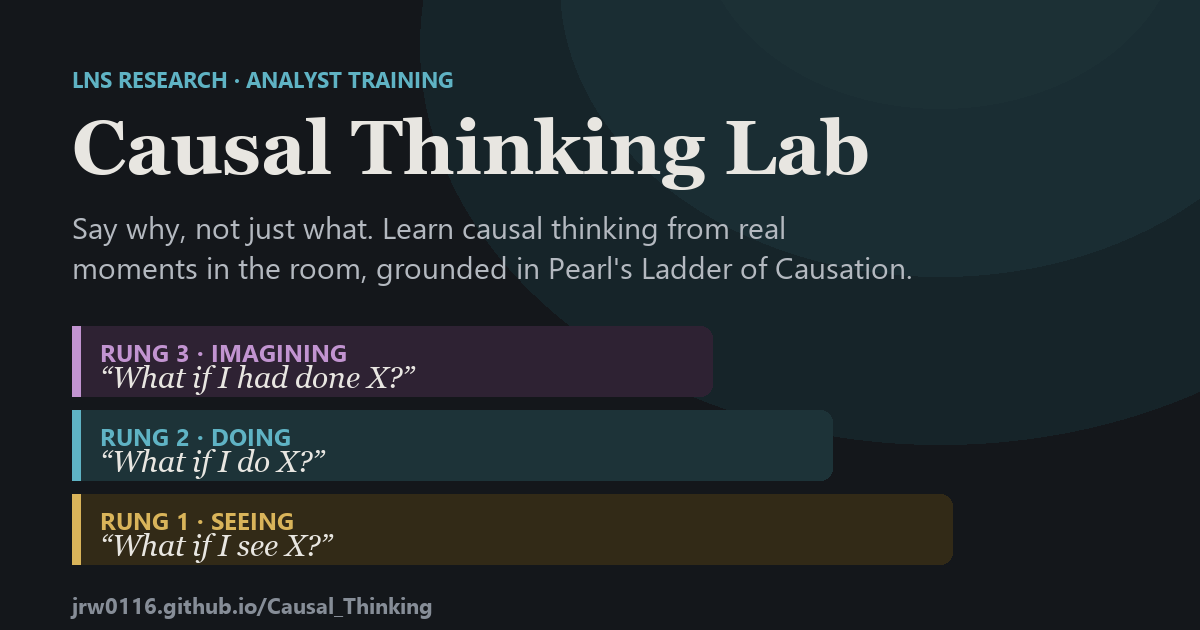 LNS RESEARCH · ANALYST TRAINING
Causal Thinking Lab
Say why, not just what. Learn causal thinking from real
moments in the room, grounded in Pearl's Ladder of Causation.
RUNG 3 · IMAGINING
“What if I had done X?”
RUNG 2 · DOING
“What if I do X?”
RUNG 1 · SEEING
“What if I see X?”
jrw0116.github.io/Causal_Thinking